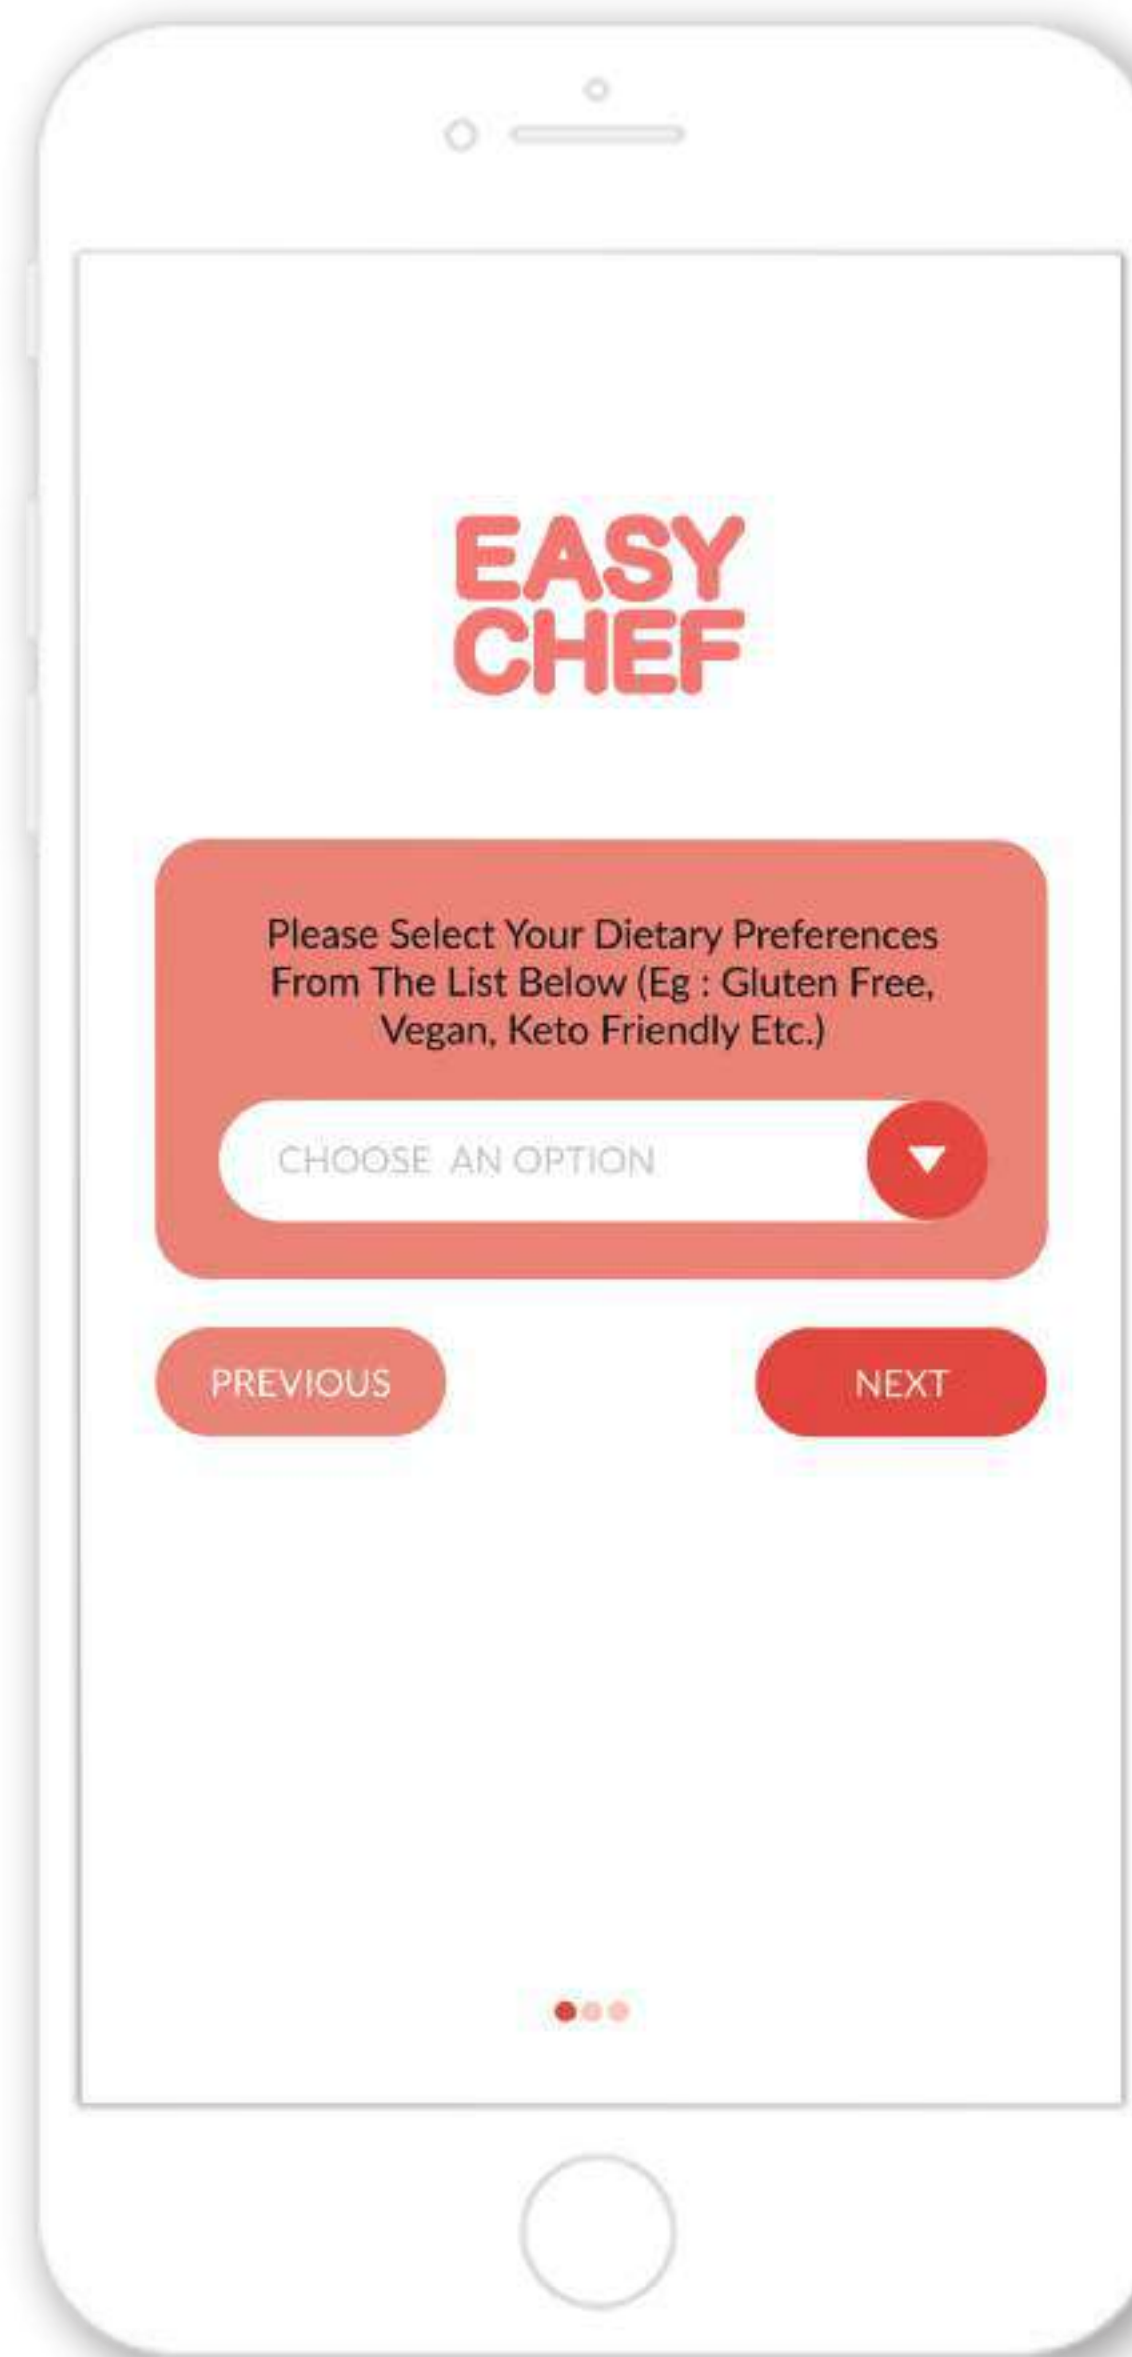 EASY
CHEF
Please Select Your Dietary Preferences
From The List Below (Eg : Gluten Free,
Vegan, Keto Friendly Etc.)
CHOOSE AN OPTION
PREVIOUS
NEXT